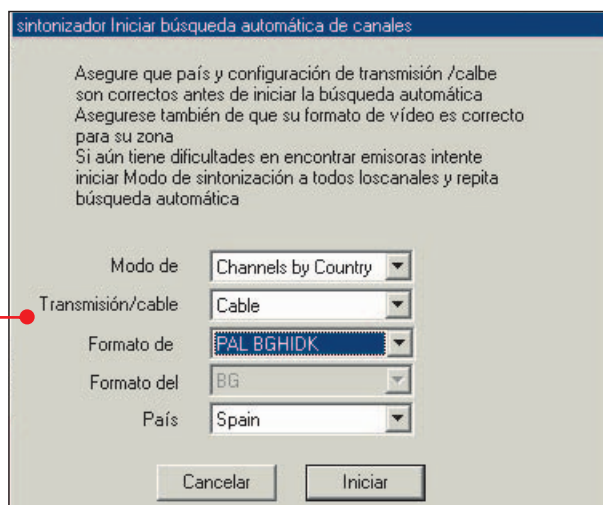 sintonizador Iniciar búsqueda automática de canales
Asegure que país y configuración de transmisión /calbe
son correctos antes de iniciar la búsqueda automática
Asegurese también de que su formato de vídeo es correcto
para su zona
Si aún tiene dificultades en encontrar emisoras intente
iniciar Modo de sintonización a todos loscanales y repita
búsqueda automática
Modo de Channels by Country
Transmisión/cable Cable
Formato de PAL BGHIDK
Formato del BG
País Spain
Cancelar Iniciar